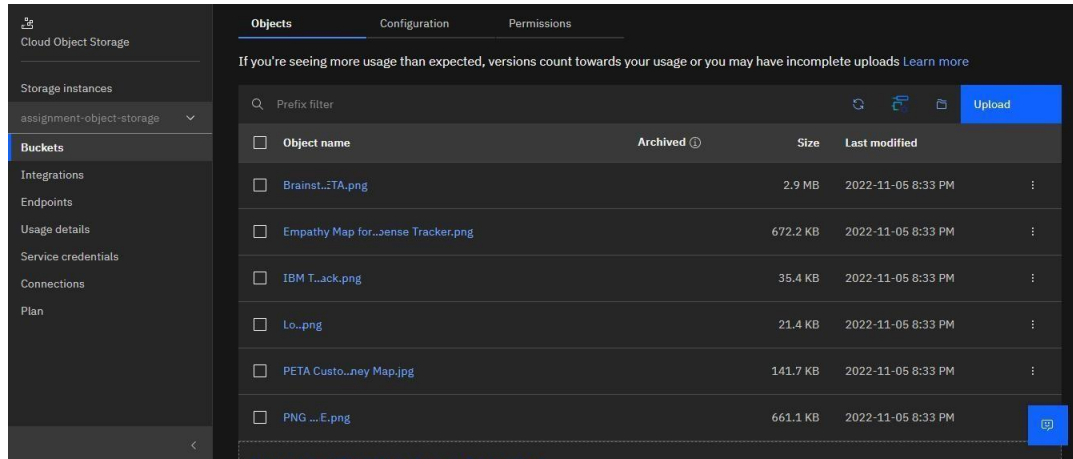 Cloud Object Storage
Storage instances
assignment-object-storage
Buckets
Integrations
Endpoints
Usage details
Service credentials
Connections
Plan
Objects Configuration Permissions
If you're seeing more usage than expected, versions count towards your usage or you may have incomplete uploads Learn more
Prefix filter Upload
Object name Archived Size Last modified
Brainst...ETA.png 2.9 MB 2022-11-05 8:33 PM
Empathy Map for...pense Tracker.png 672.2 KB 2022-11-05 8:33 PM
IBM T...ack.png 35.4 KB 2022-11-05 8:33 PM
Lo...png 21.4 KB 2022-11-05 8:33 PM
PETA Custo...ney Map.jpg 141.7 KB 2022-11-05 8:33 PM
PNG ...E.png 661.1 KB 2022-11-05 8:33 PM